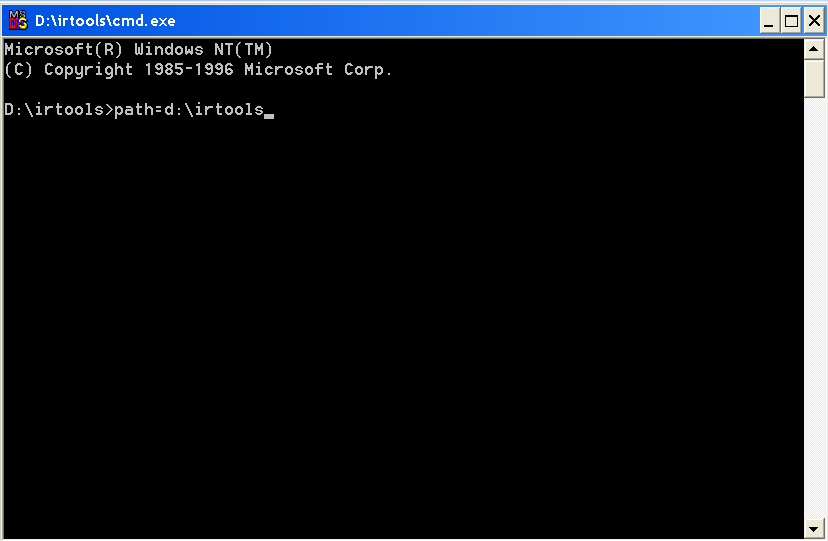 D:\irtools\cmd.exe
Microsoft(R) Windows NT(TM)
(C) Copyright 1985-1996 Microsoft Corp.
D:\irtools>path=d:\irtools